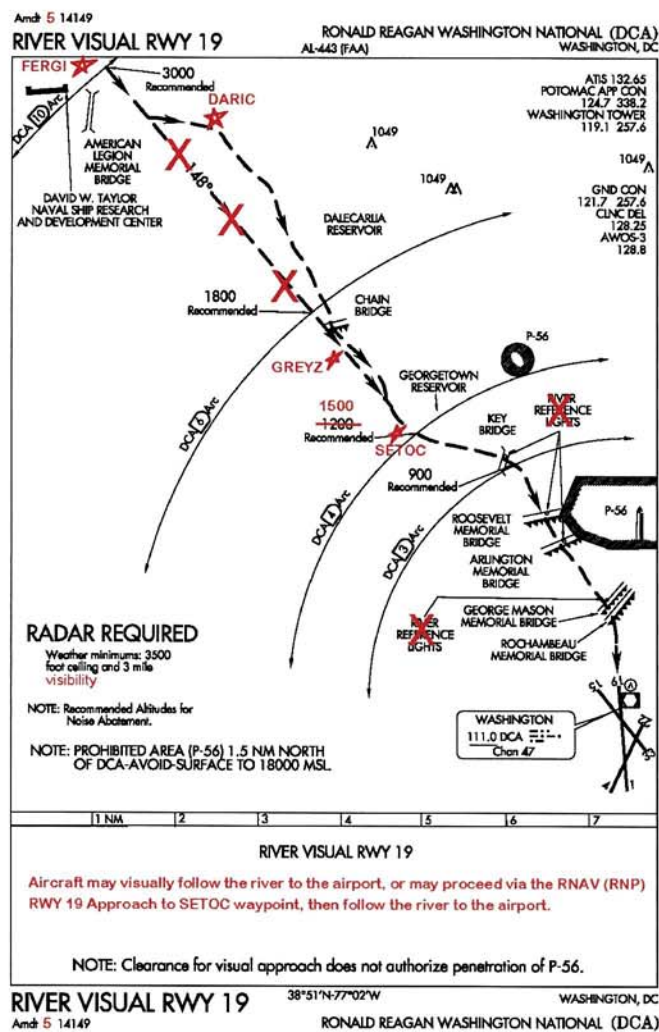 Amdt 5 14149
RIVER VISUAL RWY 19
AL-443 (FAA)
RONALD REAGAN WASHINGTON NATIONAL (DCA)
WASHINGTON, DC
FERGI
3000
Recommended
DARIC
ATIS 132.65
POTOMAC APP CON
124.7 338.2
WASHINGTON TOWER
119.1 257.6
GND CON
121.7 257.6
CLNC DEL
128.25
AWOS-3
128.8
DCA 10 Arc
AMERICAN
LEGION
MEMORIAL
BRIDGE
DAVID W. TAYLOR
NAVAL SHIP RESEARCH
AND DEVELOPMENT CENTER
148°
1049
1049
1049
DALECARLIA
RESERVOIR
1800
Recommended
CHAIN
BRIDGE
P-56
GREYZ
GEORGETOWN
RESERVOIR
1500
1200
Recommended
SETOC
KEY
BRIDGE
RIVER
REFERENCE
LIGHTS
900
Recommended
DCA 6 Arc
DCA 4 Arc
DCA 3 Arc
P-56
ROOSEVELT
MEMORIAL
BRIDGE
ARLINGTON
MEMORIAL
BRIDGE
GEORGE MASON
MEMORIAL BRIDGE
ROCHAMBEAU
MEMORIAL BRIDGE
RIVER
REFERENCE
LIGHTS
RADAR REQUIRED
Weather minimums: 3500
foot ceiling and 3 mile
visibility
NOTE: Recommended Altitudes for
Noise Abatement.
NOTE: PROHIBITED AREA (P-56) 1.5 NM NORTH
OF DCA-AVOID-SURFACE TO 18000 MSL
WASHINGTON
111.0 DCA
Chan 47
15
19
V
22
33
1
1 NM 2 3 4 5 6 7
RIVER VISUAL RWY 19
Aircraft may visually follow the river to the airport, or may proceed via the RNAV (RNP)
RWY 19 Approach to SETOC waypoint, then follow the river to the airport.
NOTE: Clearance for visual approach does not authorize penetration of P-56.
RIVER VISUAL RWY 19
Amdt 5 14149
38°51'N-77°02'W
WASHINGTON, DC
RONALD REAGAN WASHINGTON NATIONAL (DCA)